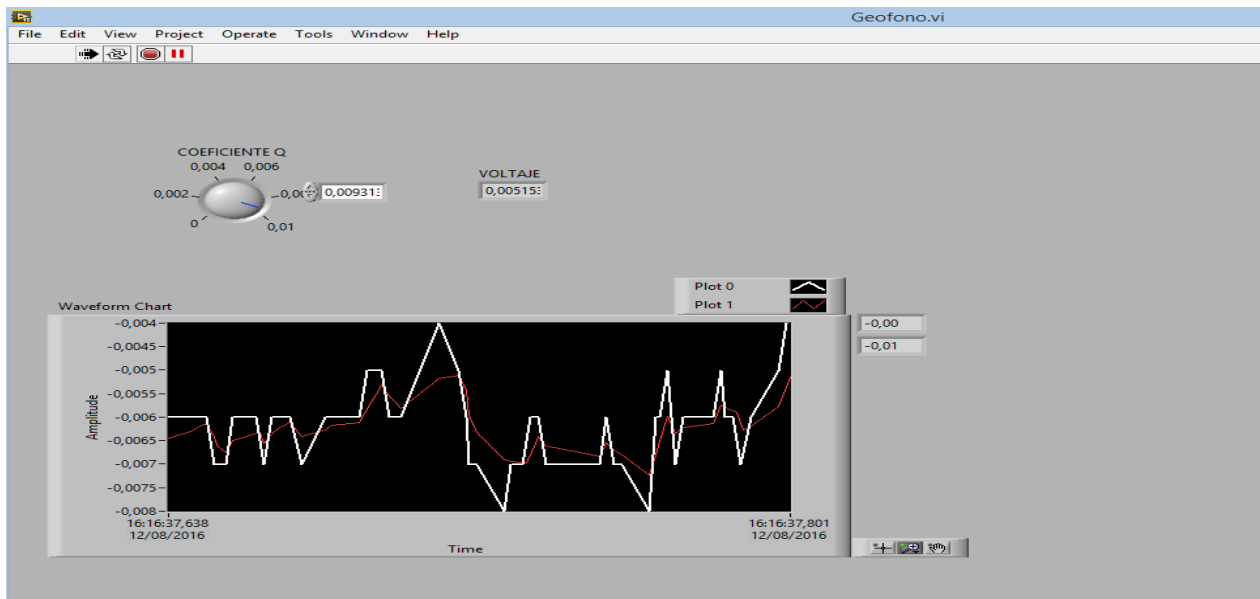 Geofono.vi
File Edit View Project Operate Tools Window Help
COEFICIENTE Q
0,004 0,006
0,002
0,01
0
0,00931
VOLTAJE
0,00515
Plot 0
Plot 1
Waveform Chart
-0,004
-0,0045
-0,005
-0,0055
-0,006
-0,0065
-0,007
-0,0075
-0,008
Amplitude
-0,00
-0,01
16:16:37,638 16:16:37,801
12/08/2016 12/08/2016
Time